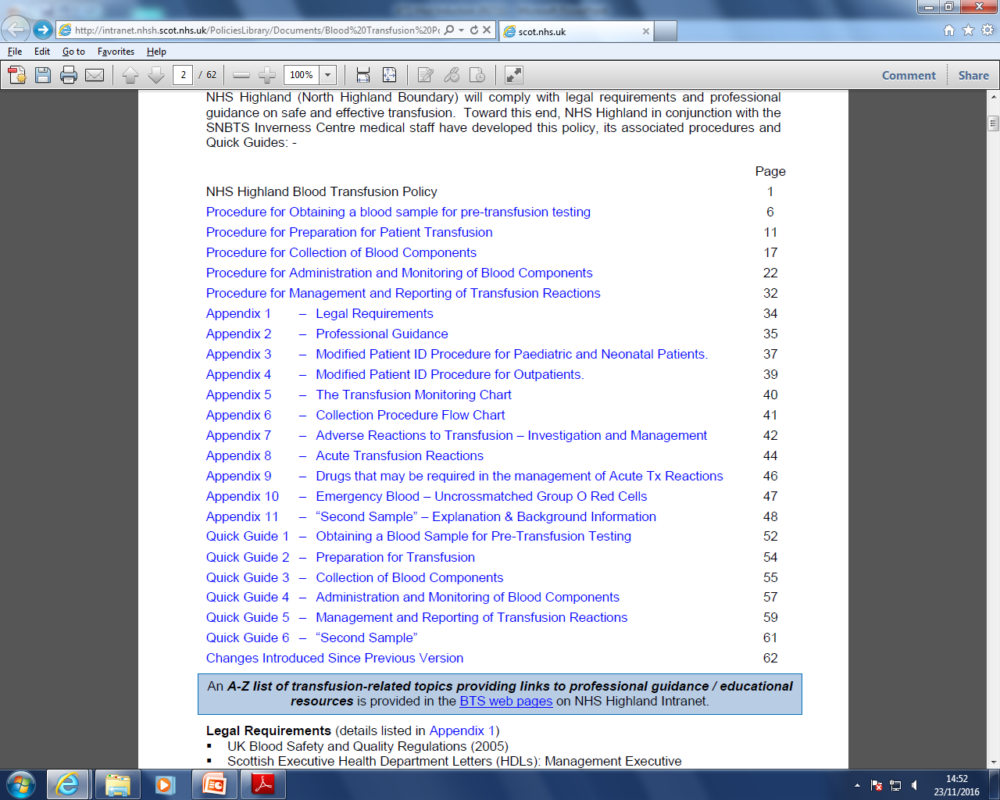 http://intranet.nhsh.scot.nhs.uk/PoliciesLibrary/Documents/Blood%20Transfusion%20Po
scot.nhs.uk
File Edit Go to Favorites Help
2 / 62 100% Comment Share
NHS Highland (North Highland Boundary) will comply with legal requirements and professional
guidance on safe and effective transfusion. Toward this end, NHS Highland in conjunction with the
SNBTS Inverness Centre medical staff have developed this policy, its associated procedures and
Quick Guides: -
Page
NHS Highland Blood Transfusion Policy 1
Procedure for Obtaining a blood sample for pre-transfusion testing 6
Procedure for Preparation for Patient Transfusion 11
Procedure for Collection of Blood Components 17
Procedure for Administration and Monitoring of Blood Components 22
Procedure for Management and Reporting of Transfusion Reactions 32
Appendix 1 – Legal Requirements 34
Appendix 2 – Professional Guidance 35
Appendix 3 – Modified Patient ID Procedure for Paediatric and Neonatal Patients. 37
Appendix 4 – Modified Patient ID Procedure for Outpatients. 39
Appendix 5 – The Transfusion Monitoring Chart 40
Appendix 6 – Collection Procedure Flow Chart 41
Appendix 7 – Adverse Reactions to Transfusion – Investigation and Management 42
Appendix 8 – Acute Transfusion Reactions 44
Appendix 9 – Drugs that may be required in the management of Acute Tx Reactions 46
Appendix 10 – Emergency Blood – Uncrossmatched Group O Red Cells 47
Appendix 11 – “Second Sample” – Explanation & Background Information 48
Quick Guide 1 – Obtaining a Blood Sample for Pre-Transfusion Testing 52
Quick Guide 2 – Preparation for Transfusion 54
Quick Guide 3 – Collection of Blood Components 55
Quick Guide 4 – Administration and Monitoring of Blood Components 57
Quick Guide 5 – Management and Reporting of Transfusion Reactions 59
Quick Guide 6 – “Second Sample” 61
Changes Introduced Since Previous Version 62
An A-Z list of transfusion-related topics providing links to professional guidance / educational
resources is provided in the BTS web pages on NHS Highland Intranet.
Legal Requirements (details listed in Appendix 1)
▪ UK Blood Safety and Quality Regulations (2005)
▪ Scottish Executive Health Department Letters (HDLs): Management Executive
14:52
23/11/2016